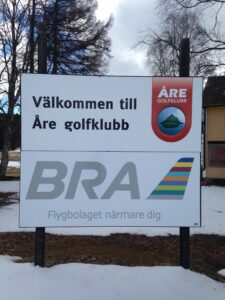 Välkommen till
Åre golfklubb
ÅRE
GOLFKLUBB
BRA
Flygbolaget närmare dig